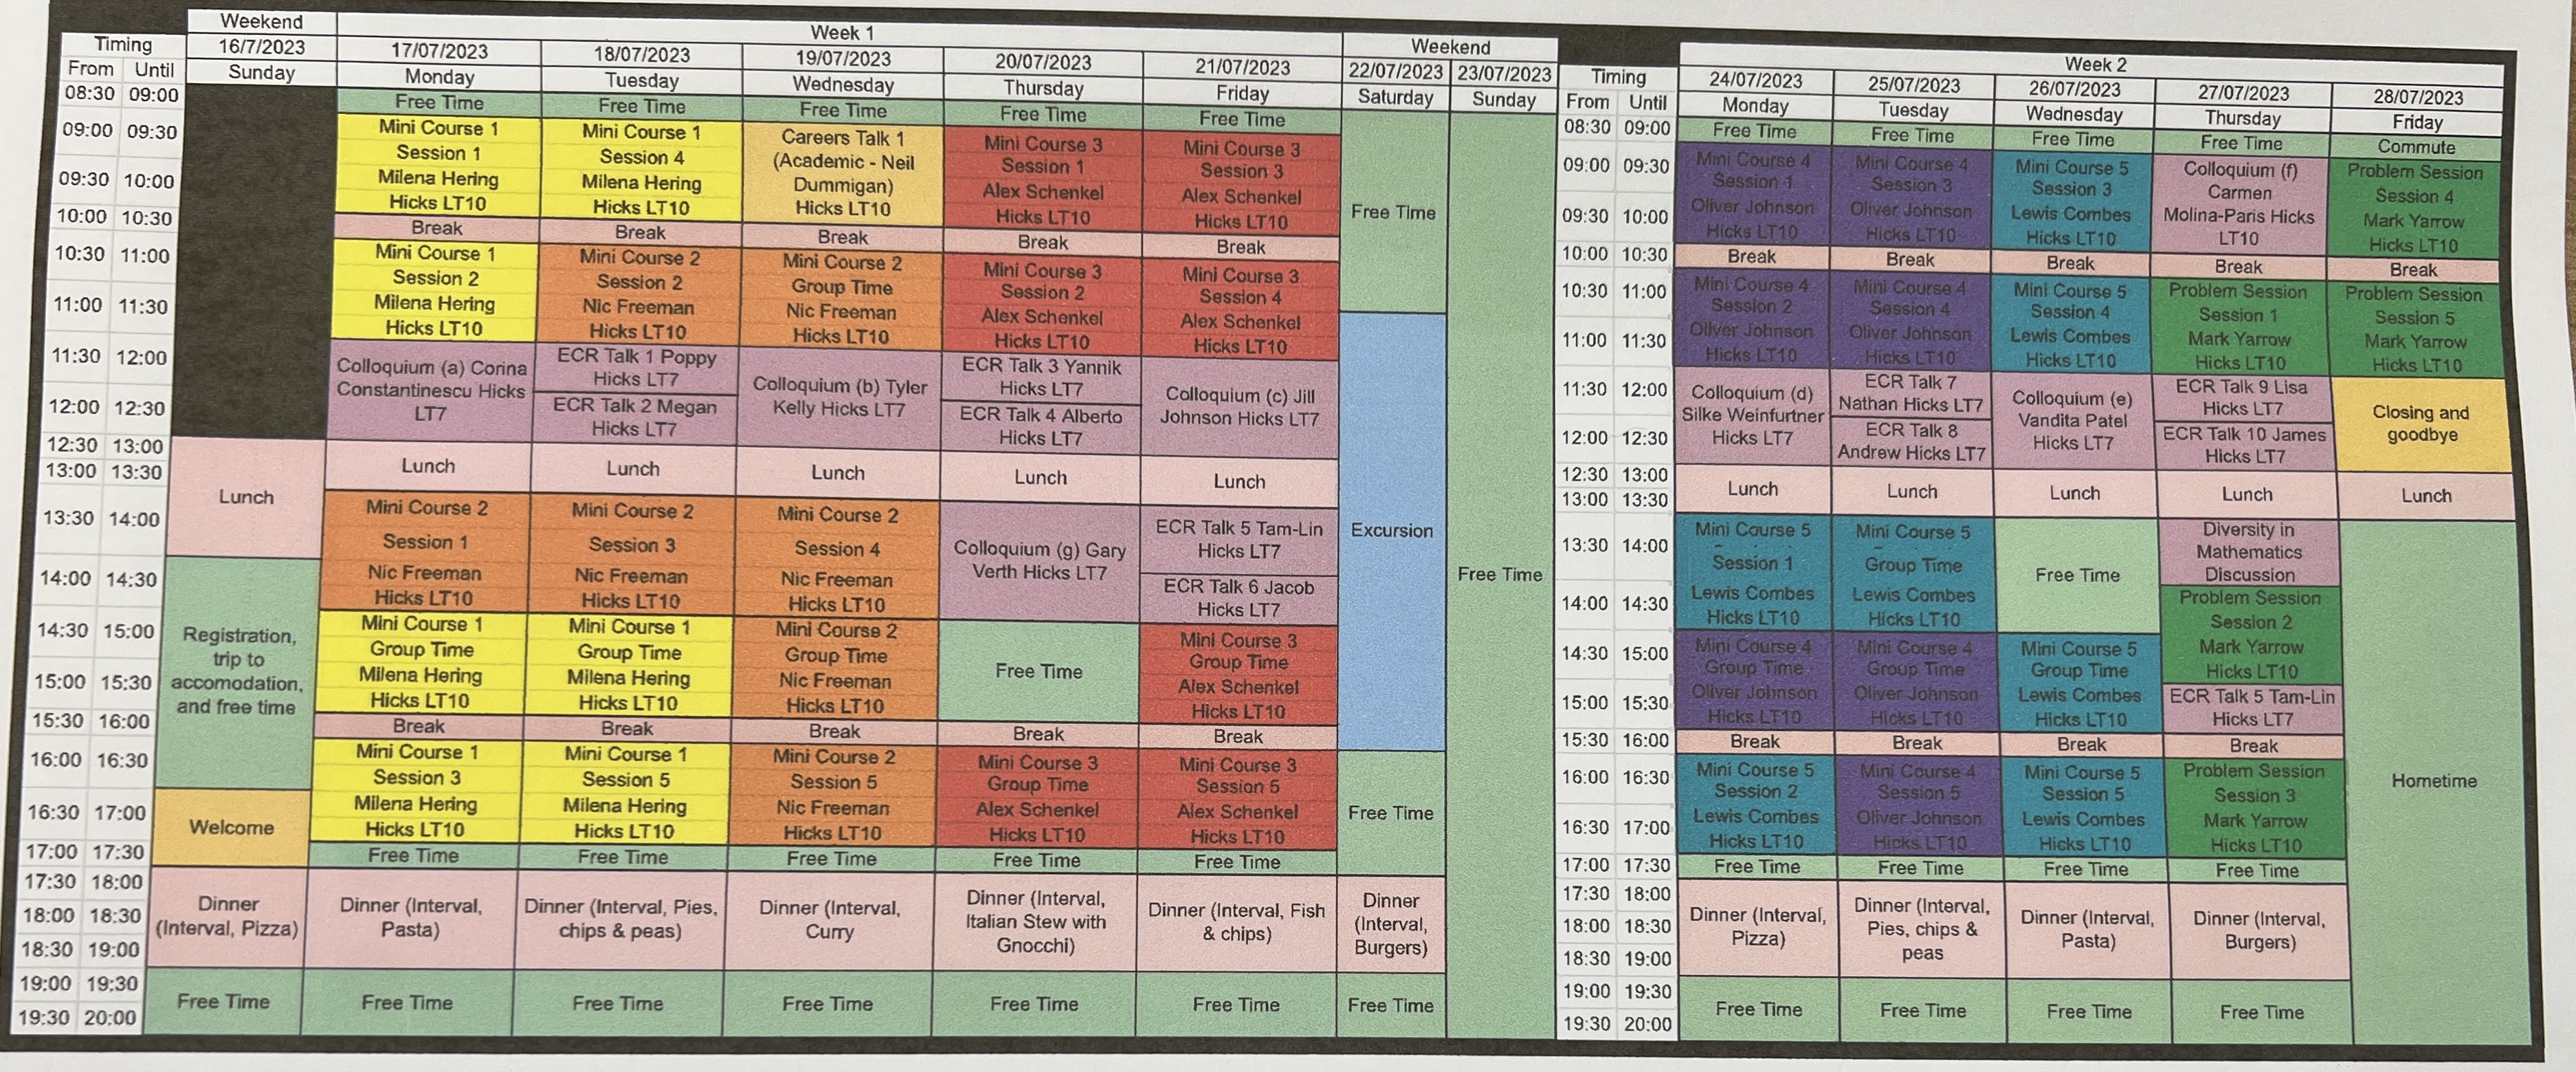 Weekend
Week 1
Weekend
Week 2
Timing
16/7/2023
17/07/2023
18/07/2023
19/07/2023
20/07/2023
21/07/2023
22/07/2023
23/07/2023
Timing
24/07/2023
25/07/2023
26/07/2023
27/07/2023
28/07/2023
From
Until
Sunday
Monday
Tuesday
Wednesday
Thursday
Friday
Saturday
Sunday
From
Until
Monday
Tuesday
Wednesday
Thursday
Friday
08:30 09:00
09:00 09:30
09:30 10:00
10:00 10:30
10:30 11:00
11:00 11:30
11:30 12:00
12:00 12:30
12:30 13:00
13:00 13:30
13:30 14:00
14:00 14:30
14:30 15:00
15:00 15:30
15:30 16:00
16:00 16:30
16:30 17:00
17:00 17:30
17:30 18:00
18:00 18:30
18:30 19:00
19:00 19:30
19:30 20:00
Lunch
Registration,
trip to
accomodation,
and free time
Welcome
Dinner
(Interval, Pizza)
Free Time
Free Time
Mini Course 1
Session 1
Milena Hering
Hicks LT10
Break
Mini Course 1
Session 2
Milena Hering
Hicks LT10
Colloquium (a) Corina
Constantinescu Hicks
LT7
Lunch
Mini Course 2
Session 1
Nic Freeman
Hicks LT10
Mini Course 1
Group Time
Milena Hering
Hicks LT10
Break
Mini Course 1
Session 3
Milena Hering
Hicks LT10
Free Time
Dinner (Interval,
Pasta)
Free Time
Free Time
Mini Course 1
Session 4
Milena Hering
Hicks LT10
Break
Mini Course 2
Session 2
Nic Freeman
Hicks LT10
ECR Talk 1 Poppy
Hicks LT7
ECR Talk 2 Megan
Hicks LT7
Lunch
Mini Course 2
Session 3
Nic Freeman
Hicks LT10
Mini Course 1
Group Time
Milena Hering
Hicks LT10
Break
Mini Course 1
Session 5
Milena Hering
Hicks LT10
Free Time
Dinner (Interval, Pies,
chips & peas)
Free Time
Free Time
Careers Talk 1
(Academic - Neil
Dummigan)
Hicks LT10
Break
Mini Course 2
Group Time
Nic Freeman
Hicks LT10
Colloquium (b) Tyler
Kelly Hicks LT7
Lunch
Mini Course 2
Session 4
Nic Freeman
Hicks LT10
Mini Course 2
Group Time
Nic Freeman
Hicks LT10
Break
Mini Course 2
Session 5
Nic Freeman
Hicks LT10
Free Time
Dinner (Interval,
Curry
Free Time
Free Time
Mini Course 3
Session 1
Alex Schenkel
Hicks LT10
Break
Mini Course 3
Session 2
Alex Schenkel
Hicks LT10
ECR Talk 3 Yannik
Hicks LT7
ECR Talk 4 Alberto
Hicks LT7
Lunch
Colloquium (g) Gary
Verth Hicks LT7
Free Time
Break
Mini Course 3
Group Time
Alex Schenkel
Hicks LT10
Free Time
Dinner (Interval,
Italian Stew with
Gnocchi)
Free Time
Free Time
Mini Course 3
Session 3
Alex Schenkel
Hicks LT10
Break
Mini Course 3
Session 4
Alex Schenkel
Hicks LT10
Colloquium (c) Jill
Johnson Hicks LT7
Lunch
ECR Talk 5 Tam-Lin
Hicks LT7
ECR Talk 6 Jacob
Hicks LT7
Mini Course 3
Group Time
Alex Schenkel
Hicks LT10
Break
Mini Course 3
Session 5
Alex Schenkel
Hicks LT10
Free Time
Dinner (Interval, Fish
& chips)
Free Time
Free Time
Excursion
Free Time
Dinner
(Interval,
Burgers)
Free Time
Free Time
08:30 09:00
09:00 09:30
09:30 10:00
10:00 10:30
10:30 11:00
11:00 11:30
11:30 12:00
12:00 12:30
12:30 13:00
13:00 13:30
13:30 14:00
14:00 14:30
14:30 15:00
15:00 15:30
15:30 16:00
16:00 16:30
16:30 17:00
17:00 17:30
17:30 18:00
18:00 18:30
18:30 19:00
19:00 19:30
19:30 20:00
Free Time
Mini Course 4
Session 1
Oliver Johnson
Hicks LT10
Break
Mini Course 4
Session 2
Oliver Johnson
Hicks LT10
Colloquium (d)
Silke Weinfurtner
Hicks LT7
Lunch
Mini Course 5
Session 1
Lewis Combes
Hicks LT10
Mini Course 4
Group Time
Oliver Johnson
Hicks LT10
Break
Mini Course 5
Session 2
Lewis Combes
Hicks LT10
Free Time
Dinner (Interval,
Pizza)
Free Time
Free Time
Mini Course 4
Session 3
Oliver Johnson
Hicks LT10
Break
Mini Course 4
Session 4
Oliver Johnson
Hicks LT10
ECR Talk 7
Nathan Hicks LT7
ECR Talk 8
Andrew Hicks LT7
Lunch
Mini Course 5
Group Time
Lewis Combes
Hicks LT10
Mini Course 4
Group Time
Oliver Johnson
Hicks LT10
Break
Mini Course 4
Session 5
Oliver Johnson
Hicks LT10
Free Time
Dinner (Interval,
Pies, chips &
peas
Free Time
Free Time
Mini Course 5
Session 3
Lewis Combes
Hicks LT10
Break
Mini Course 5
Session 4
Lewis Combes
Hicks LT10
Colloquium (e)
Vandita Patel
Hicks LT7
Lunch
Free Time
Mini Course 5
Group Time
Lewis Combes
Hicks LT10
Break
Mini Course 5
Session 5
Lewis Combes
Hicks LT10
Free Time
Dinner (Interval,
Pasta)
Free Time
Free Time
Colloquium (f)
Carmen
Molina-Paris Hicks
LT10
Break
Problem Session
Session 1
Mark Yarrow
Hicks LT10
ECR Talk 9 Lisa
Hicks LT7
ECR Talk 10 James
Hicks LT7
Lunch
Diversity in
Mathematics
Discussion
Problem Session
Session 2
Mark Yarrow
Hicks LT10
ECR Talk 5 Tam-Lin
Hicks LT7
Break
Problem Session
Session 3
Mark Yarrow
Hicks LT10
Free Time
Dinner (Interval,
Burgers)
Free Time
Commute
Problem Session
Session 4
Mark Yarrow
Hicks LT10
Break
Problem Session
Session 5
Mark Yarrow
Hicks LT10
Closing and
goodbye
Lunch
Hometime